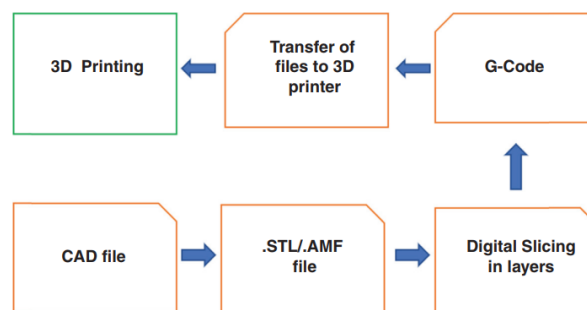 3D Printing
Transfer of
files to 3D
printer
G-Code
CAD file
.STL/.AMF
file
Digital Slicing
in layers